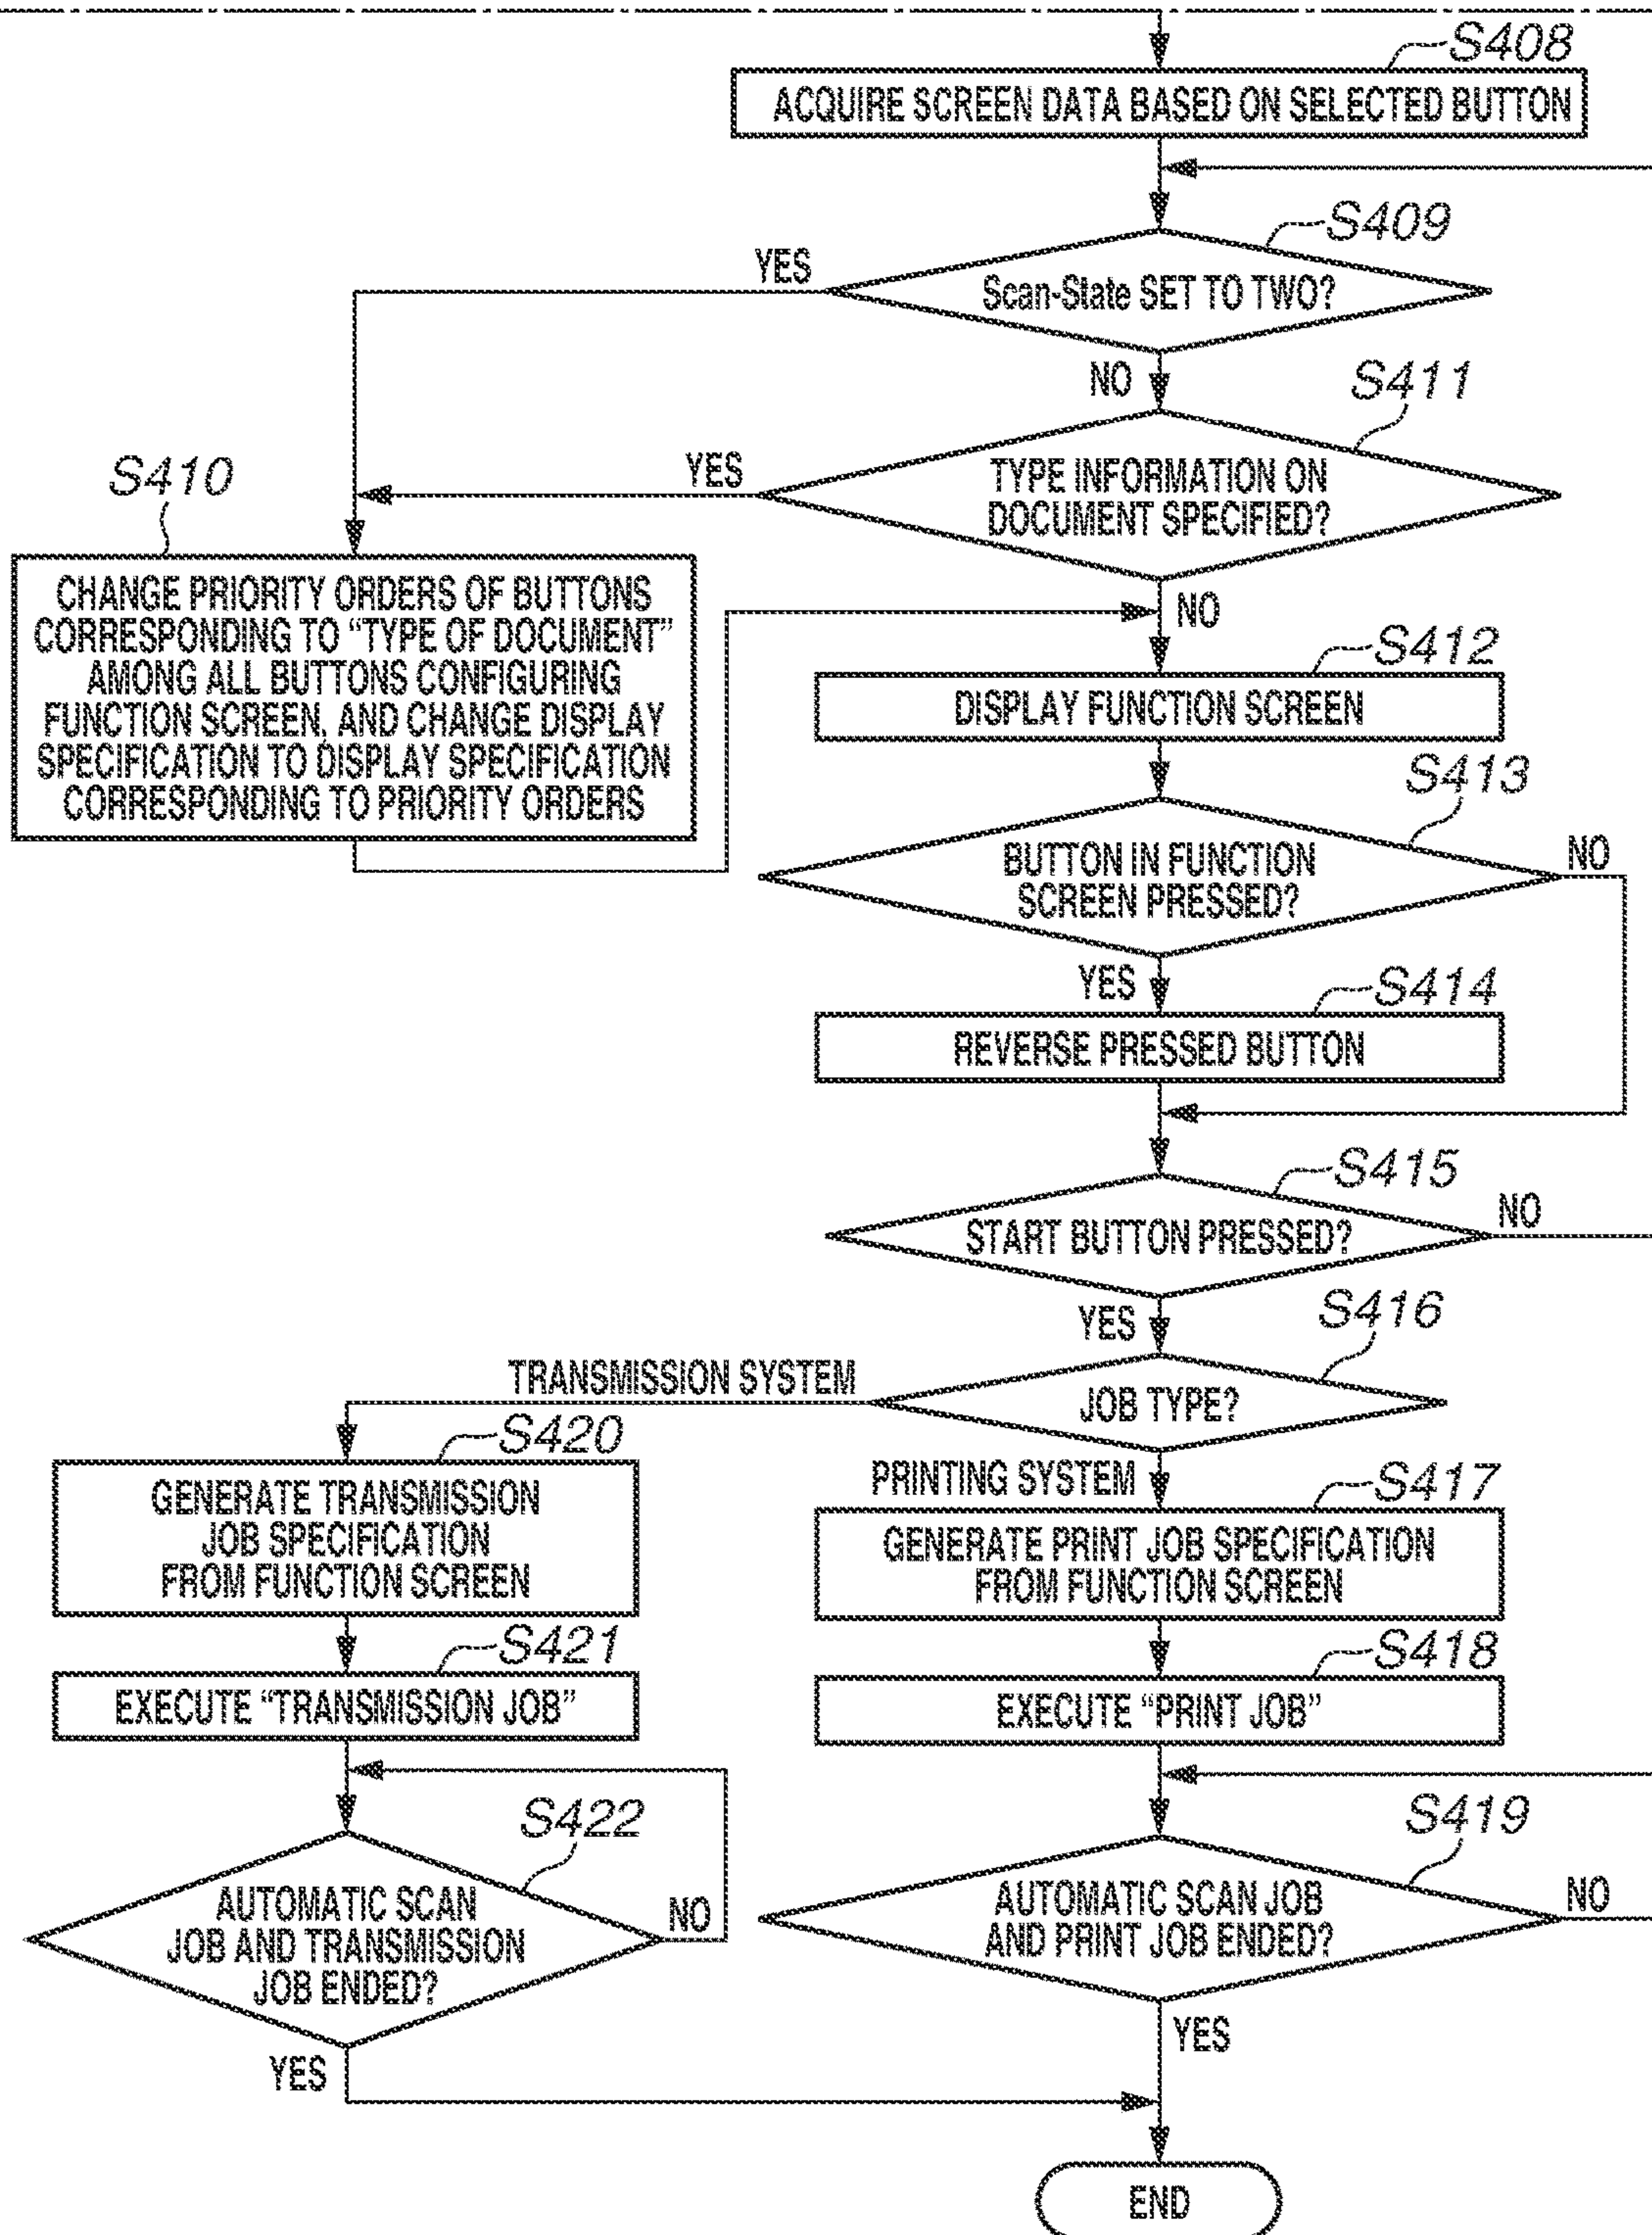 S408
ACQUIRE SCREEN DATA BASED ON SELECTED BUTTON
S409
YES
Scan-State SET TO TWO?
NO
S411
S410
YES
TYPE INFORMATION ON
DOCUMENT SPECIFIED?
CHANGE PRIORITY ORDERS OF BUTTONS
CORRESPONDING TO “TYPE OF DOCUMENT”
AMONG ALL BUTTONS CONFIGURING
FUNCTION SCREEN, AND CHANGE DISPLAY
SPECIFICATION TO DISPLAY SPECIFICATION
CORRESPONDING TO PRIORITY ORDERS
NO
S412
DISPLAY FUNCTION SCREEN
S413
BUTTON IN FUNCTION
SCREEN PRESSED?
NO
YES
S414
REVERSE PRESSED BUTTON
S415
START BUTTON PRESSED?
NO
YES
S416
TRANSMISSION SYSTEM
JOB TYPE?
S420
GENERATE TRANSMISSION
JOB SPECIFICATION
FROM FUNCTION SCREEN
PRINTING SYSTEM
S417
GENERATE PRINT JOB SPECIFICATION
FROM FUNCTION SCREEN
S421
EXECUTE “TRANSMISSION JOB”
S418
EXECUTE “PRINT JOB”
S422
AUTOMATIC SCAN
JOB AND TRANSMISSION
JOB ENDED?
NO
S419
AUTOMATIC SCAN JOB
AND PRINT JOB ENDED?
NO
YES
YES
END